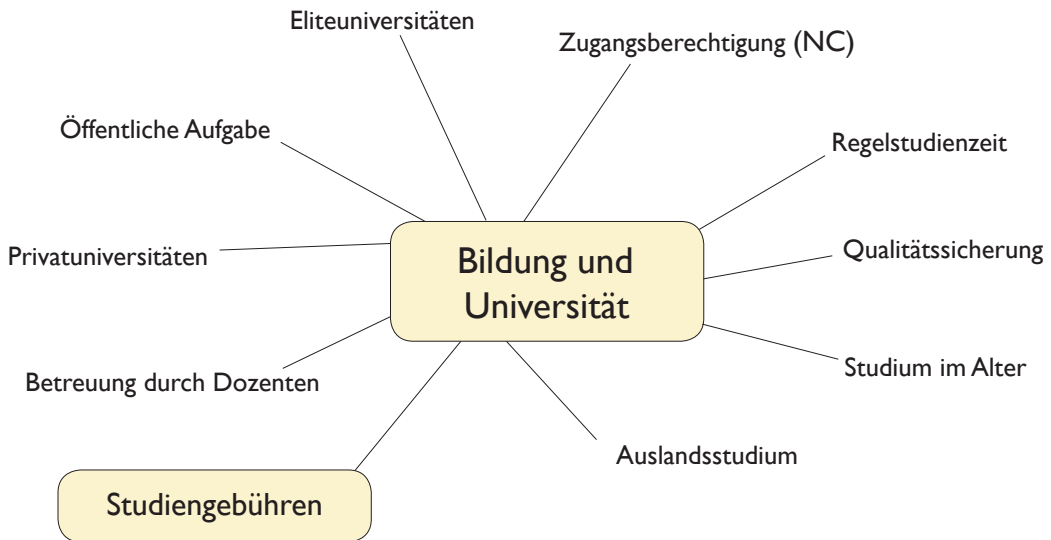 Eliteuniversitäten
Zugangsberechtigung (NC)
Öffentliche Aufgabe
Regelstudienzeit
Privatuniversitäten
Bildung und
Universität
Qualitätssicherung
Betreuung durch Dozenten
Studium im Alter
Auslandsstudium
Studiengebühren